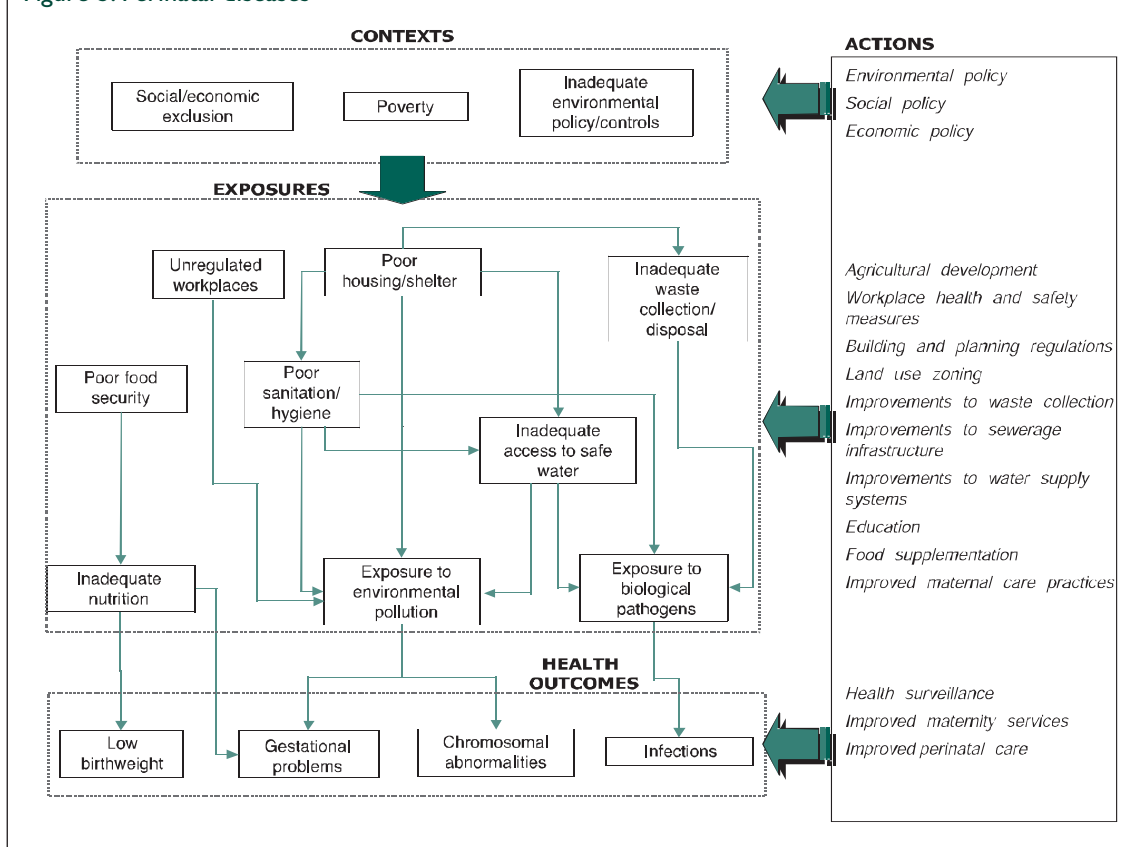 CONTEXTS
Social/economic
exclusion
Poverty
Inadequate
environmental
policy/controls
EXPOSURES
Unregulated
workplaces
Poor
housing/shelter
Inadequate
waste
collection/
disposal
Poor food
security
Poor
sanitation/
hygiene
Inadequate
access to safe
water
Inadequate
nutrition
Exposure to
environmental
pollution
Exposure to
biological
pathogens
HEALTH
OUTCOMES
Low
birthweight
Gestational
problems
Chromosomal
abnormalities
Infections
ACTIONS
Environmental policy
Social policy
Economic policy
Agricultural development
Workplace health and safety
measures
Building and planning regulations
Land use zoning
Improvements to waste collection
Improvements to sewerage
infrastructure
Improvements to water supply
systems
Education
Food supplementation
Improved maternal care practices
Health surveillance
Improved maternity services
Improved perinatal care